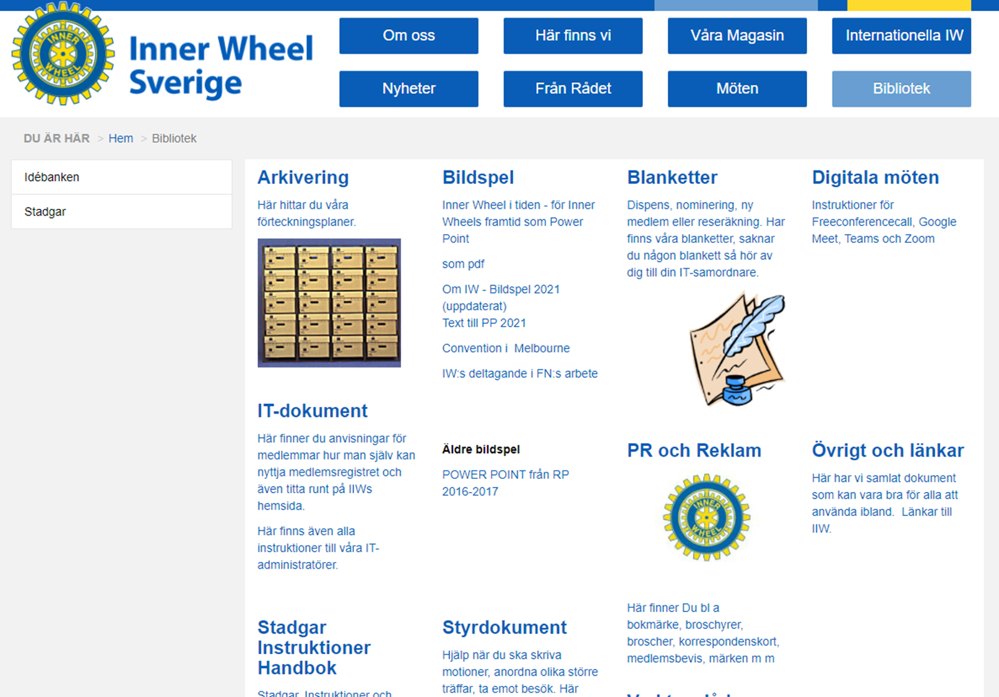 INNER
WHEEL
Inner Wheel
Sverige
Om oss
Här finns vi
Våra Magasin
Internationella IW
Nyheter
Från Rådet
Möten
Bibliotek
DU ÄR HÄR > Hem > Bibliotek
Idébanken
Stadgar
Arkivering
Här hittar du våra
förteckningsplaner.
Bildspel
Inner Wheel i tiden - för Inner
Wheels framtid som Power
Point
som pdf
Om IW - Bildspel 2021
(uppdaterat)
Text till PP 2021
Convention i  Melbourne
IW:s deltagande i FN:s arbete
Blanketter
Dispens, nominering, ny
medlem eller reseräkning. Har
finns våra blanketter, saknar
du någon blankett så hör av
dig till din IT-samordnare.
Digitala möten
Instruktioner för
Freeconferencecall, Google
Meet, Teams och Zoom
IT-dokument
Här finner du anvisningar för
medlemmar hur man själv kan
nyttja medlemsregistret och
även titta runt på IIWs
hemsida.
Här finns även alla
instruktioner till våra IT-
administratörer.
Äldre bildspel
POWER POINT från RP
2016-2017
PR och Reklam
INNER
WHEEL
Här finner Du bl a
bokmärke, broschyrer,
broscher, korrespondenskort,
medlemsbevis, märken m m
Övrigt och länkar
Här har vi samlat dokument
som kan vara bra för alla att
använda ibland.  Länkar till
IIW.
Stadgar
Instruktioner
Handbok
Stadgar, Instruktioner och
Styrdokument
Hjälp när du ska skriva
motioner, anordna olika större
träffar, ta emot besök. Här